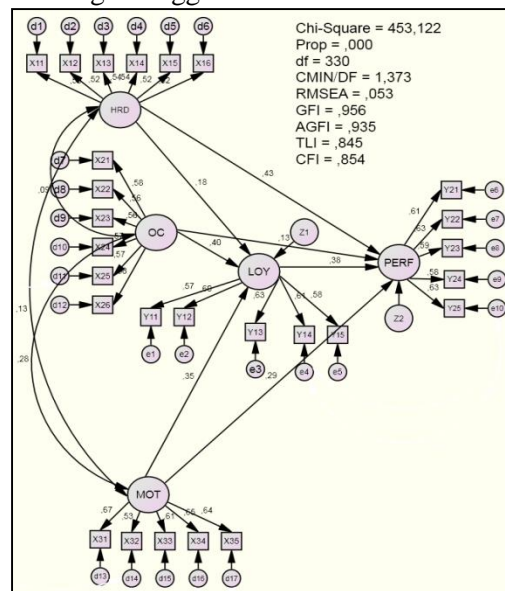 d1 d2 d3 d4 d5 d6
X11 X12 X13 X14 X15 X16
,52 ,54 ,52
HRD
Chi-Square = 453,122
Prop = ,000
df = 330
CMIN/DF = 1,373
RMSEA = ,053
GFI = ,956
AGFI = ,935
TLI = ,845
CFI = ,854
d7 X21
d8 X22
d9 X23
d10 X24
d11 X25
d12 X26
,58
,56
,56
,57
OC
,18
,43
,40
,13
,38
Z1
LOY
PERF
Z2
,61
,63
,59
,58
,63
Y21 e6
Y22 e7
Y23 e8
Y24 e9
Y25 e10
,57 ,63 ,61 ,58
Y11 Y12 Y13 Y14 Y15
e1 e2 e3 e4 e5
,13
,28
,35
,29
MOT
,67 ,53 ,61 ,64
X31 X32 X33 X34 X35
d13 d14 d15 d16 d17